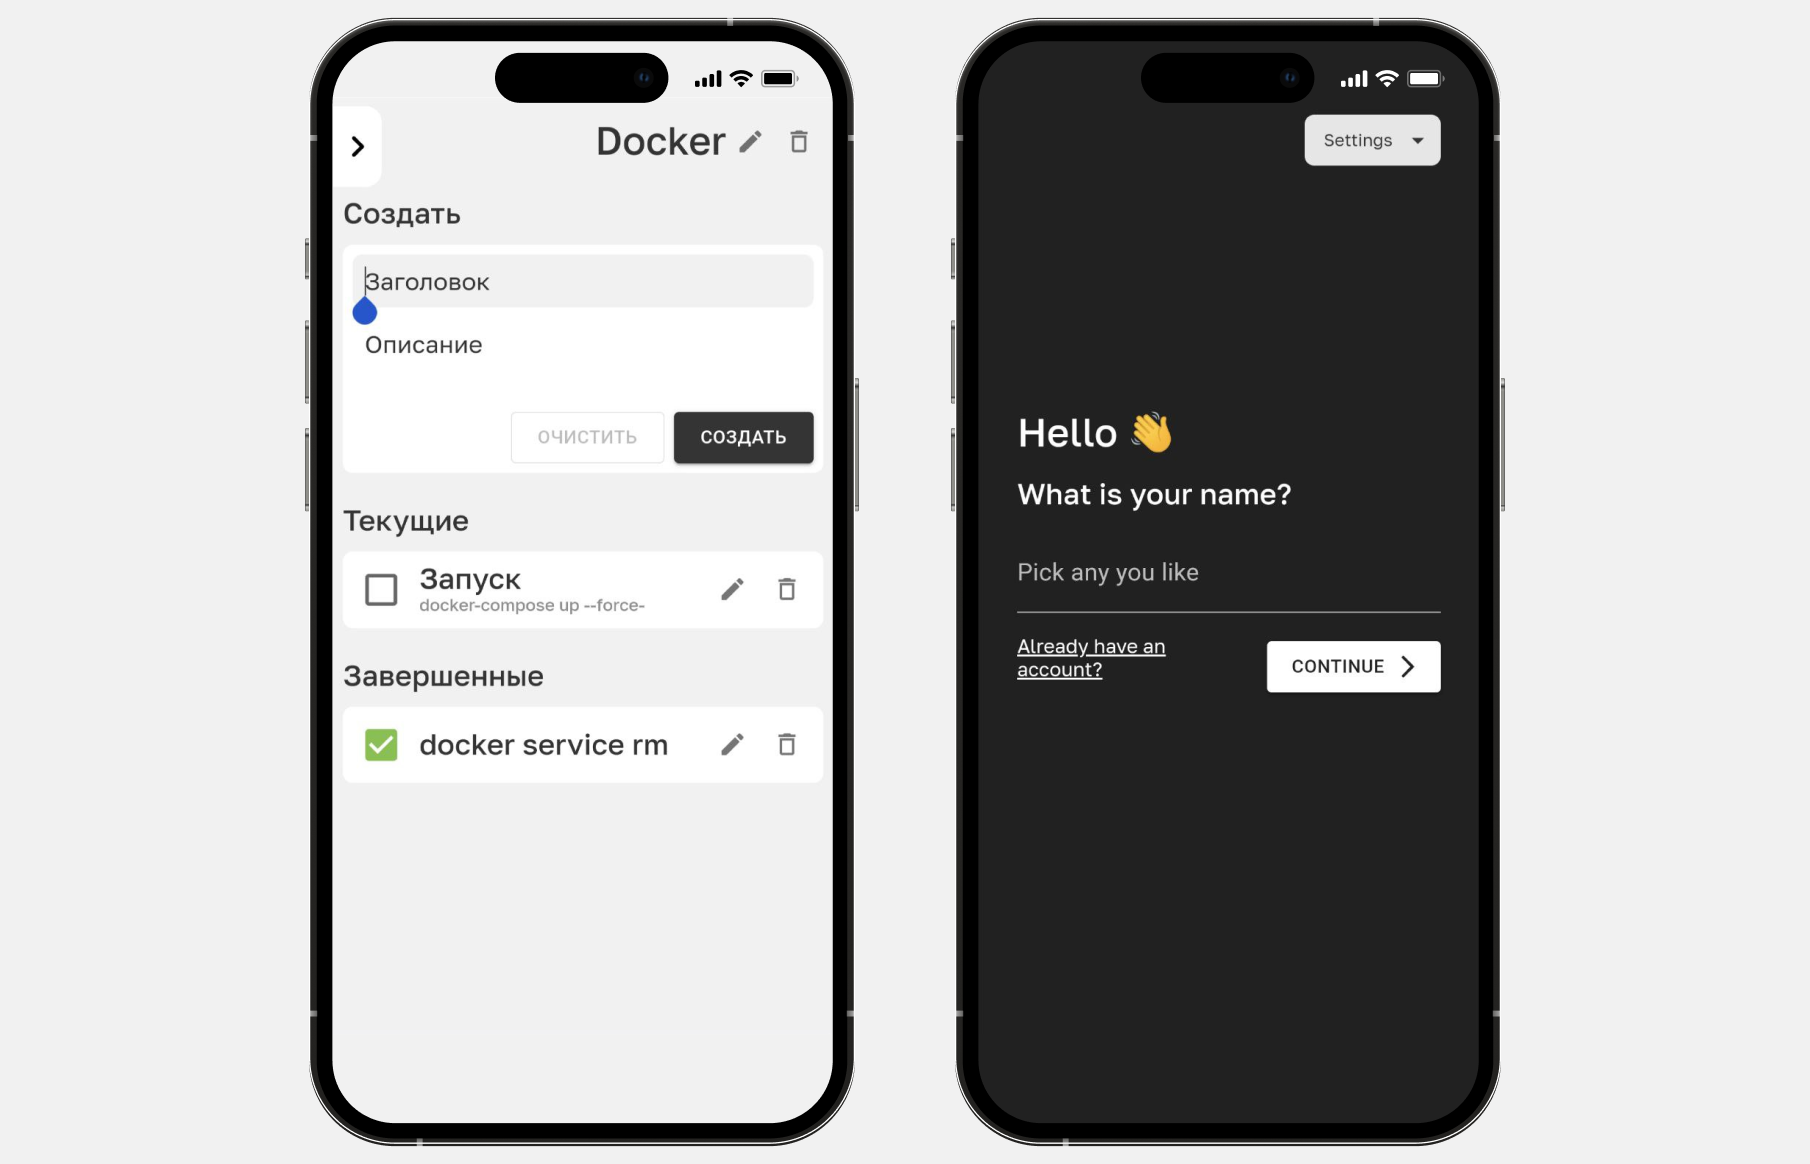 Docker
Создать
Заголовок
Описание
ОЧИСТИТЬ
СОЗДАТЬ
Текущие
Запуск
docker-compose up --force-
Завершенные
docker service rm
Settings
Hello 👋
What is your name?
Pick any you like
Already have an
account?
CONTINUE